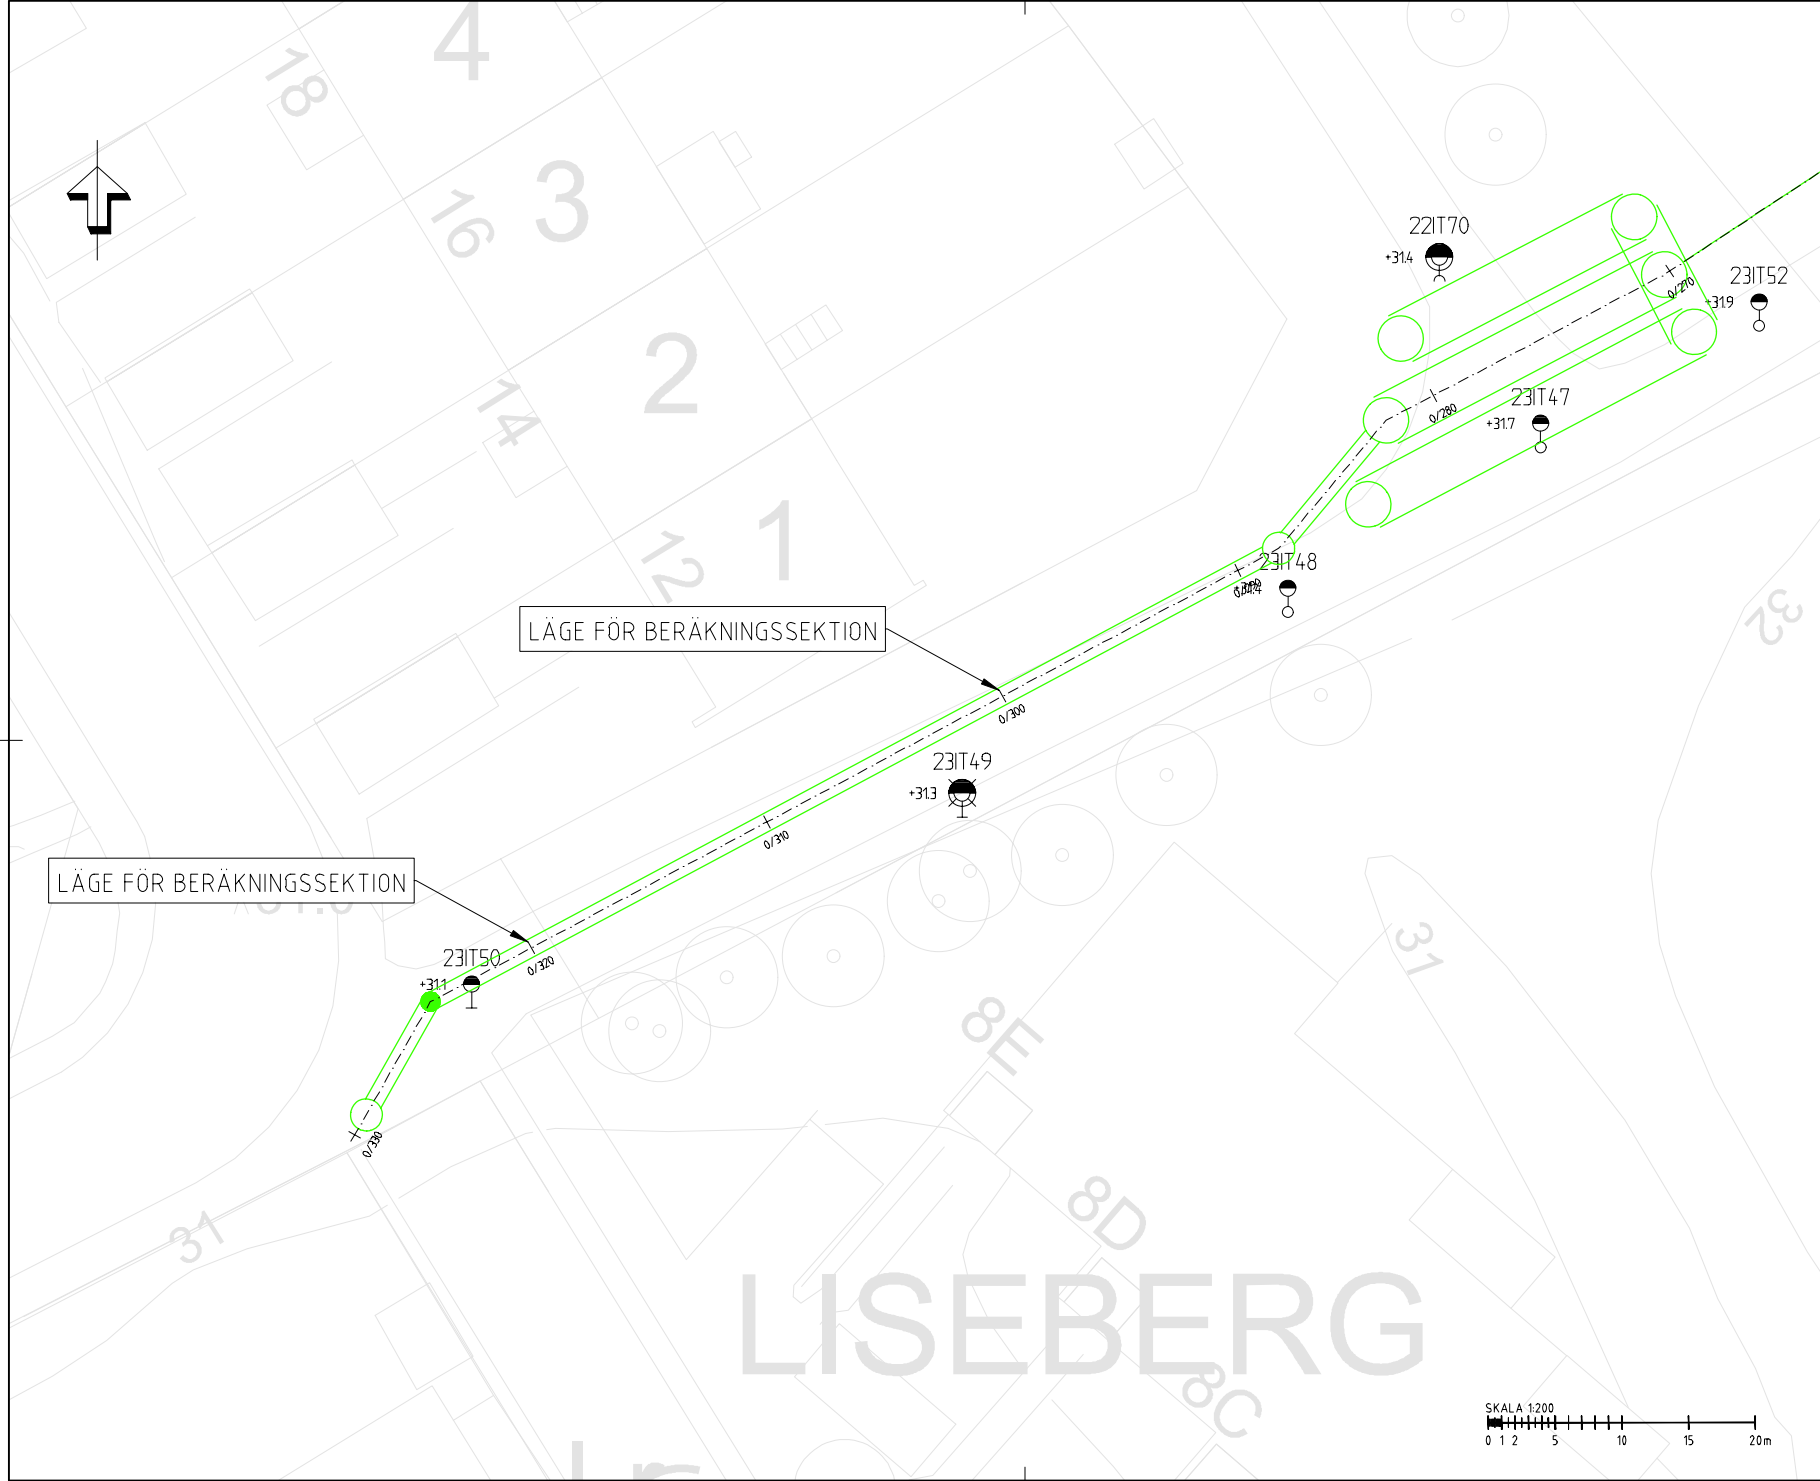 4
18
3
16
22IT70
+31.4
23IT52
+31.9
0/270
2
14
23IT47
+31.7
0/280
1
12
23IT48
32
LÄGE FÖR BERÄKNINGSSEKTION
0/300
23IT49
+31.3
0/310
LÄGE FÖR BERÄKNINGSSEKTION
31
23IT50
+31.1
0/320
8E
0/330
8D
31
LISEBERG
8C
SKALA 1:200
0 1 2 5 10 15 20m